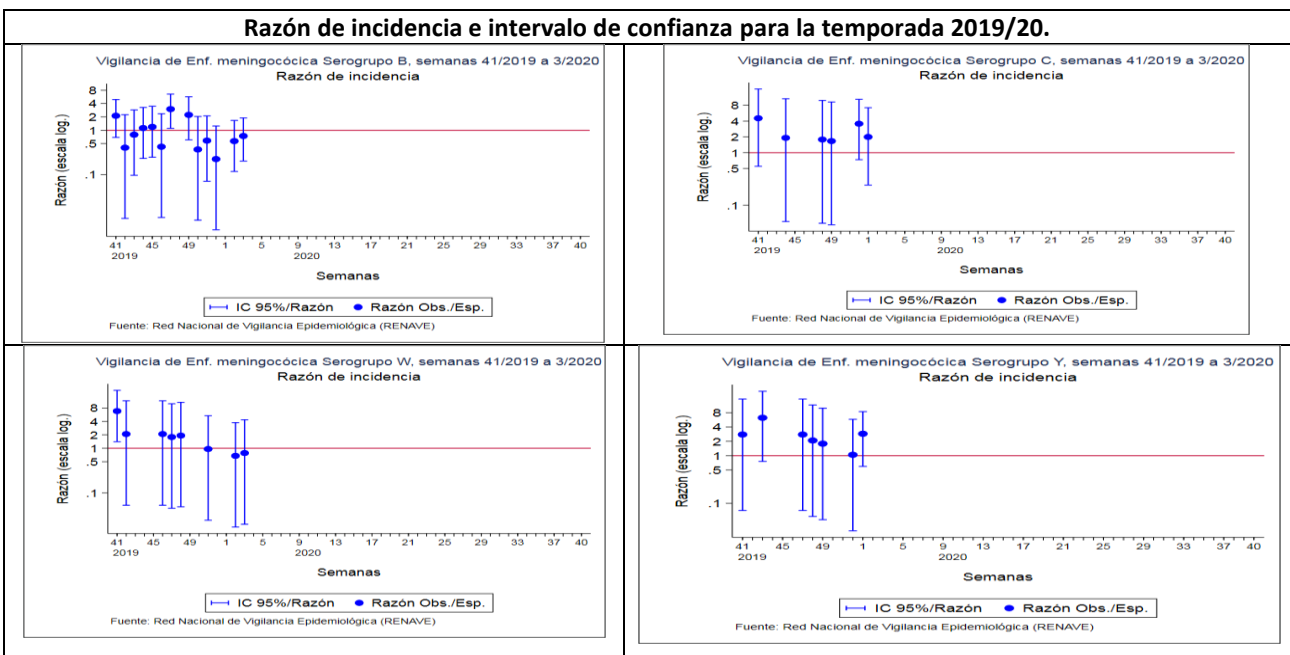 Razón de incidencia e intervalo de confianza para la temporada 2019/20.
Vigilancia de Enf. meningocócica Serogrupo B, semanas 41/2019 a 3/2020
Razón de incidencia
Razón (escala log.)
8
4
2
1
.5
.1
41 45 49 1 5 9 13 17 21 25 29 33 37 40
2019 2020
Semanas
IC 95%/Razón Razón Obs./Esp.
Fuente: Red Nacional de Vigilancia Epidemiológica (RENAVE)
Vigilancia de Enf. meningocócica Serogrupo C, semanas 41/2019 a 3/2020
Razón de incidencia
Razón (escala log.)
8
4
2
1
.5
.1
41 45 49 1 5 9 13 17 21 25 29 33 37 40
2019 2020
Semanas
IC 95%/Razón Razón Obs./Esp.
Fuente: Red Nacional de Vigilancia Epidemiológica (RENAVE)
Vigilancia de Enf. meningocócica Serogrupo W, semanas 41/2019 a 3/2020
Razón de incidencia
Razón (escala log.)
8
4
2
1
.5
.1
41 45 49 1 5 9 13 17 21 25 29 33 37 40
2019 2020
Semanas
IC 95%/Razón Razón Obs./Esp.
Fuente: Red Nacional de Vigilancia Epidemiológica (RENAVE)
Vigilancia de Enf. meningocócica Serogrupo Y, semanas 41/2019 a 3/2020
Razón de incidencia
Razón (escala log.)
8
4
2
1
.5
.1
41 45 49 1 5 9 13 17 21 25 29 33 37 40
2019 2020
Semanas
IC 95%/Razón Razón Obs./Esp.
Fuente: Red Nacional de Vigilancia Epidemiológica (RENAVE)